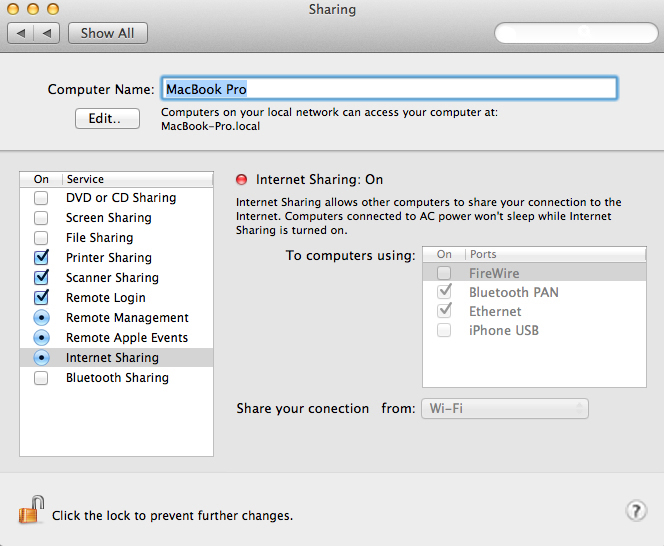 Sharing
Show All
Computer Name: MacBook Pro
Edit..
Computers on your local network can access your computer at:
MacBook-Pro.local
On Service
DVD or CD Sharing
Screen Sharing
File Sharing
Printer Sharing
Scanner Sharing
Remote Login
Remote Management
Remote Apple Events
Internet Sharing
Bluetooth Sharing
Internet Sharing: On
Internet Sharing allows other computers to share your connection to the
Internet. Computers connected to AC power won't sleep while Internet
Sharing is turned on.
To computers using:
On Ports
FireWire
Bluetooth PAN
Ethernet
iPhone USB
Share your conection from: Wi-Fi
Click the lock to prevent further changes.
?